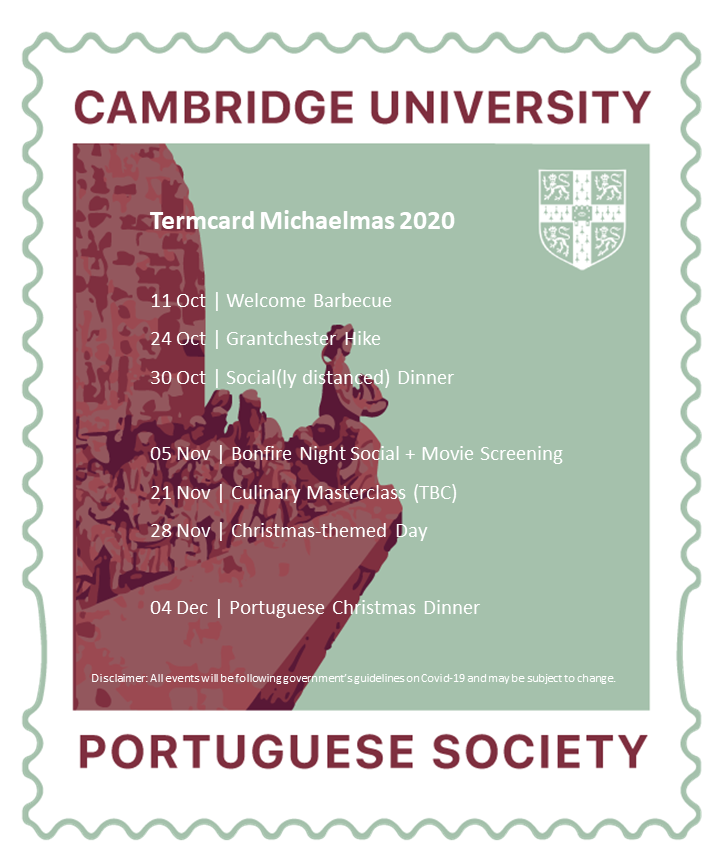 CAMBRIDGE UNIVERSITY
Termcard Michaelmas 2020
11 Oct | Welcome Barbecue
24 Oct | Grantchester Hike
30 Oct | Social(ly distanced) Dinner
05 Nov | Bonfire Night Social + Movie Screening
21 Nov | Culinary Masterclass (TBC)
28 Nov | Christmas-themed Day
04 Dec | Portuguese Christmas Dinner
Disclaimer: All events will be following government's guidelines on Covid-19 and may be subject to change.
PORTUGUESE SOCIETY